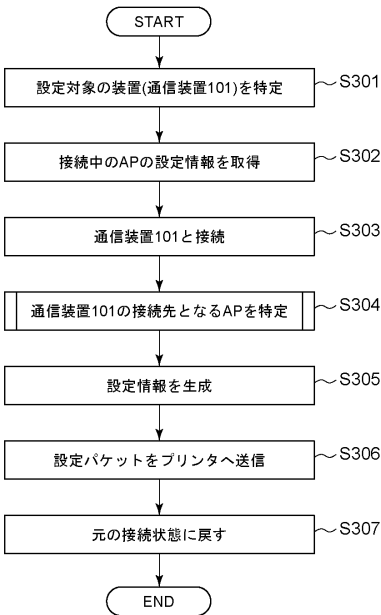 START
設定対象の装置(通信装置101)を特定
S301
接続中のAPの設定情報を取得
S302
通信装置101と接続
S303
通信装置101の接続先となるAPを特定
S304
設定情報を生成
S305
設定パケットをプリンタへ送信
S306
元の接続状態に戻す
S307
END